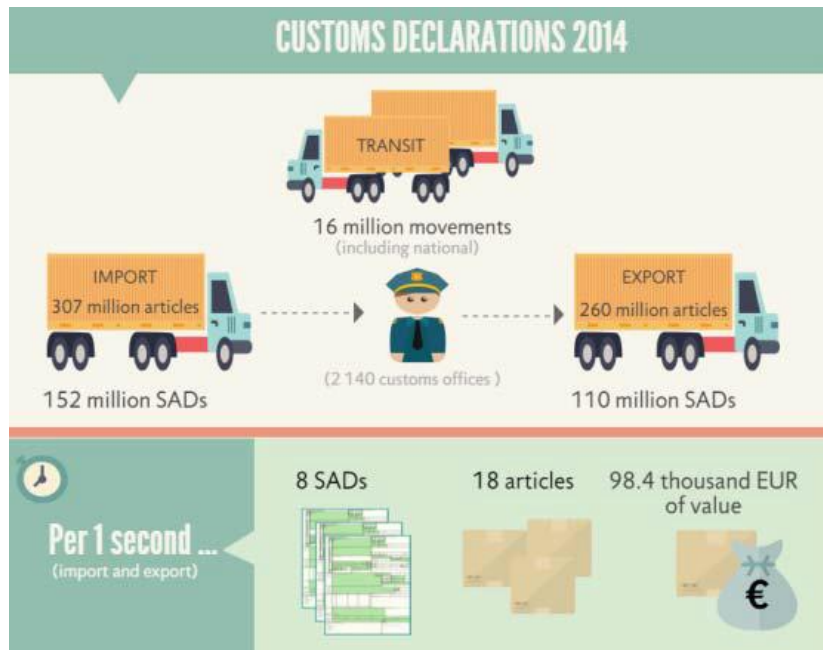 CUSTOMS DECLARATIONS 2014
TRANSIT
16 million movements
(including national)
IMPORT
307 million articles
152 million SADs
(2 140 customs offices )
EXPORT
260 million articles
110 million SADs
Per 1 second ...
(import and export)
8 SADs
18 articles
98.4 thousand EUR
of value
€